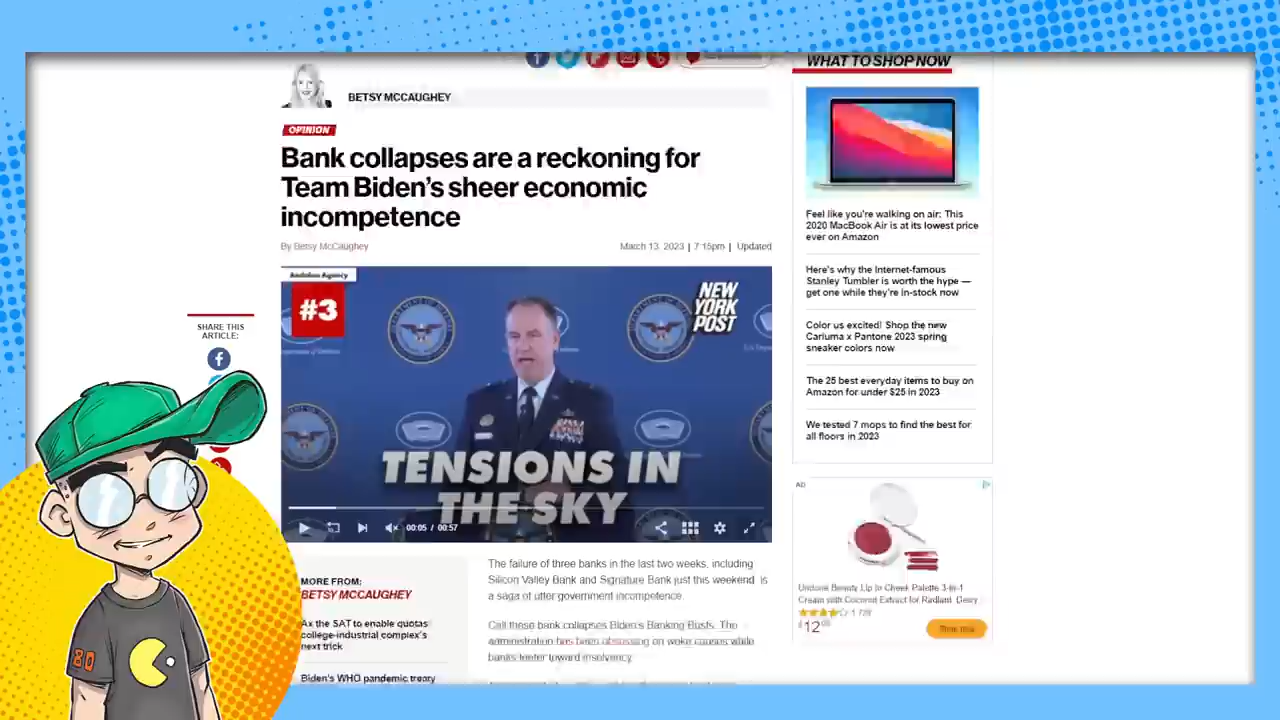 WHAT TO SHOP NOW
BETSY MCCAUGHEY
OPINION
Bank collapses are a reckoning for
Team Biden's sheer economic
incompetence
By Betsy McCaughey
March 13, 2023 | 7:15pm | Updated
Anadolu Agency
#3
NEW
YORK
POST
TENSIONS IN
THE SKY
00:05 / 00:57
SHARE THIS
ARTICLE:
MORE FROM:
BETSY MCCAUGHEY
Ax the SAT to enable quotas
college-industrial complex's
next trick
Biden's WHO pandemic treaty
The failure of three banks in the last two weeks, including
Silicon Valley Bank and Signature Bank just this weekend is
a saga of utter government incompetence.
Call these bank collapses Biden's Banking Busts. The
administration has been obsessing on woke causes while
banks teeter toward insolvency.
Feel like you're walking on air: This
2020 MacBook Air is at its lowest price
ever on Amazon
Here's why the Internet-famous
Stanley Tumbler is worth the hype —
get one while they're in-stock now
Color us excited! Shop the new
Cariuma x Pantone 2023 spring
sneaker colors now
The 25 best everyday items to buy on
Amazon for under $25 in 2023
We tested 7 mops to find the best for
all floors in 2023
AD
Beauty Lip to Cheek Palette 3-in-1
Cream with Coconut Extract for Radiant, Dewy
$12
80